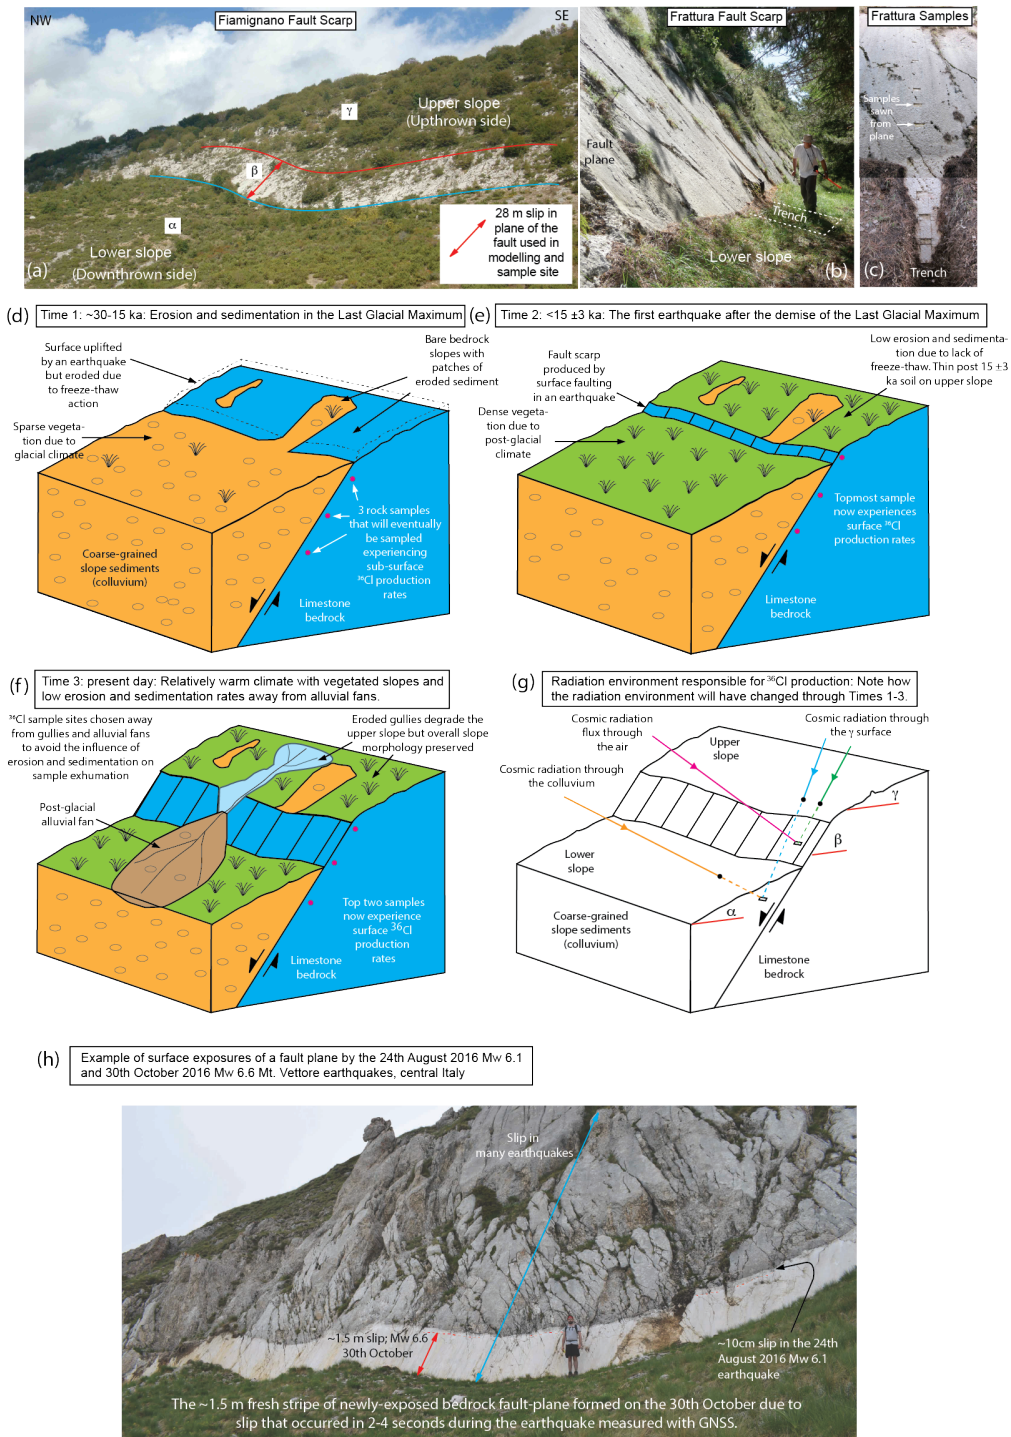 NW
Fiamignano Fault Scarp
SE
γ
Upper slope
(Upthrown side)
β
α
Lower slope
(Downthrown side)
(a)
28 m slip in
plane of the
fault used in
modelling and
sample site
Frattura Fault Scarp
Fault
plane
Trench
Lower slope
(b)
Frattura Samples
Samples
sawn
from
plane
(c)
Trench
(d)
Time 1: ~30-15 ka: Erosion and sedimentation in the Last Glacial Maximum
Surface uplifted
by an earthquake
but eroded due
to freeze-thaw
action
Bare bedrock
slopes with
patches of
eroded sediment
Sparse vegeta-
tion due to
glacial climate
3 rock samples
that will eventually
be sampled
experiencing
sub-surface
³⁶Cl production
rates
Coarse-grained
slope sediments
(colluvium)
Limestone
bedrock
(e)
Time 2: <15 ±3 ka: The first earthquake after the demise of the Last Glacial Maximum
Fault scarp
produced by
surface faulting
in an earthquake
Low erosion and sedimenta-
tion due to lack of
freeze-thaw. Thin post 15 ±3
ka soil on upper slope
Dense vegeta-
tion due to
post-glacial
climate
Topmost sample
now experiences
surface ³⁶Cl
production rates
Limestone
bedrock
(f)
Time 3: present day: Relatively warm climate with vegetated slopes and
low erosion and sedimentation rates away from alluvial fans.
³⁶Cl sample sites chosen away
from gullies and alluvial fans
to avoid the influence of
erosion and sedimentation on
sample exhumation
Eroded gullies degrade the
upper slope but overall slope
morphology preserved
Post-glacial
alluvial fan
Top two samples
now experience
surface ³⁶Cl
production
rates
Limestone
bedrock
(g)
Radiation environment responsible for ³⁶Cl production: Note how
the radiation environment will have changed through Times 1-3.
Cosmic radiation
flux through
the air
Cosmic radiation through
the γ surface
Upper
slope
Cosmic radiation through
the colluvium
γ
β
Lower
slope
α
Coarse-grained
slope sediments
(colluvium)
Limestone
bedrock
(h)
Example of surface exposures of a fault plane by the 24th August 2016 Mw 6.1
and 30th October 2016 Mw 6.6 Mt. Vettore earthquakes, central Italy
Slip in
many earthquakes
~1.5 m slip; Mw 6.6
30th October
~10cm slip in the 24th
August 2016 Mw 6.1
earthquake
The ~1.5 m fresh stripe of newly-exposed bedrock fault-plane formed on the 30th October due to
slip that occurred in 2-4 seconds during the earthquake measured with GNSS.